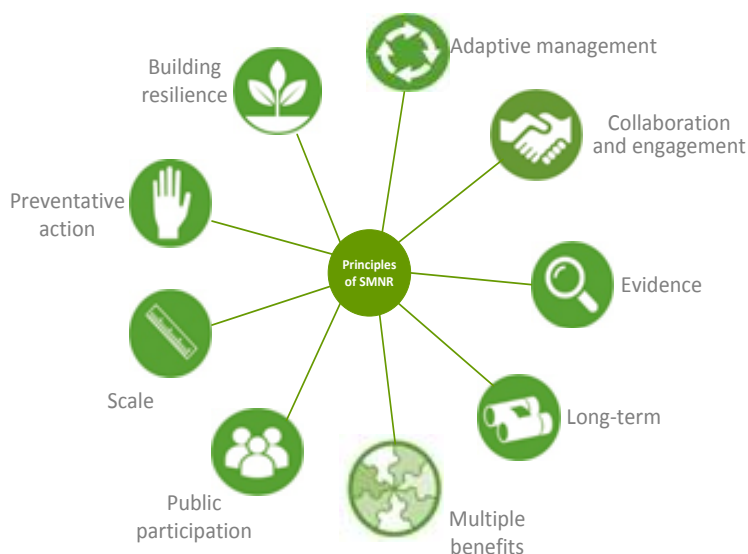 Adaptive management
Building
resilience
Collaboration
and engagement
Preventative
action
Principles
of SMNR
Evidence
Scale
Long-term
Public
participation
Multiple
benefits